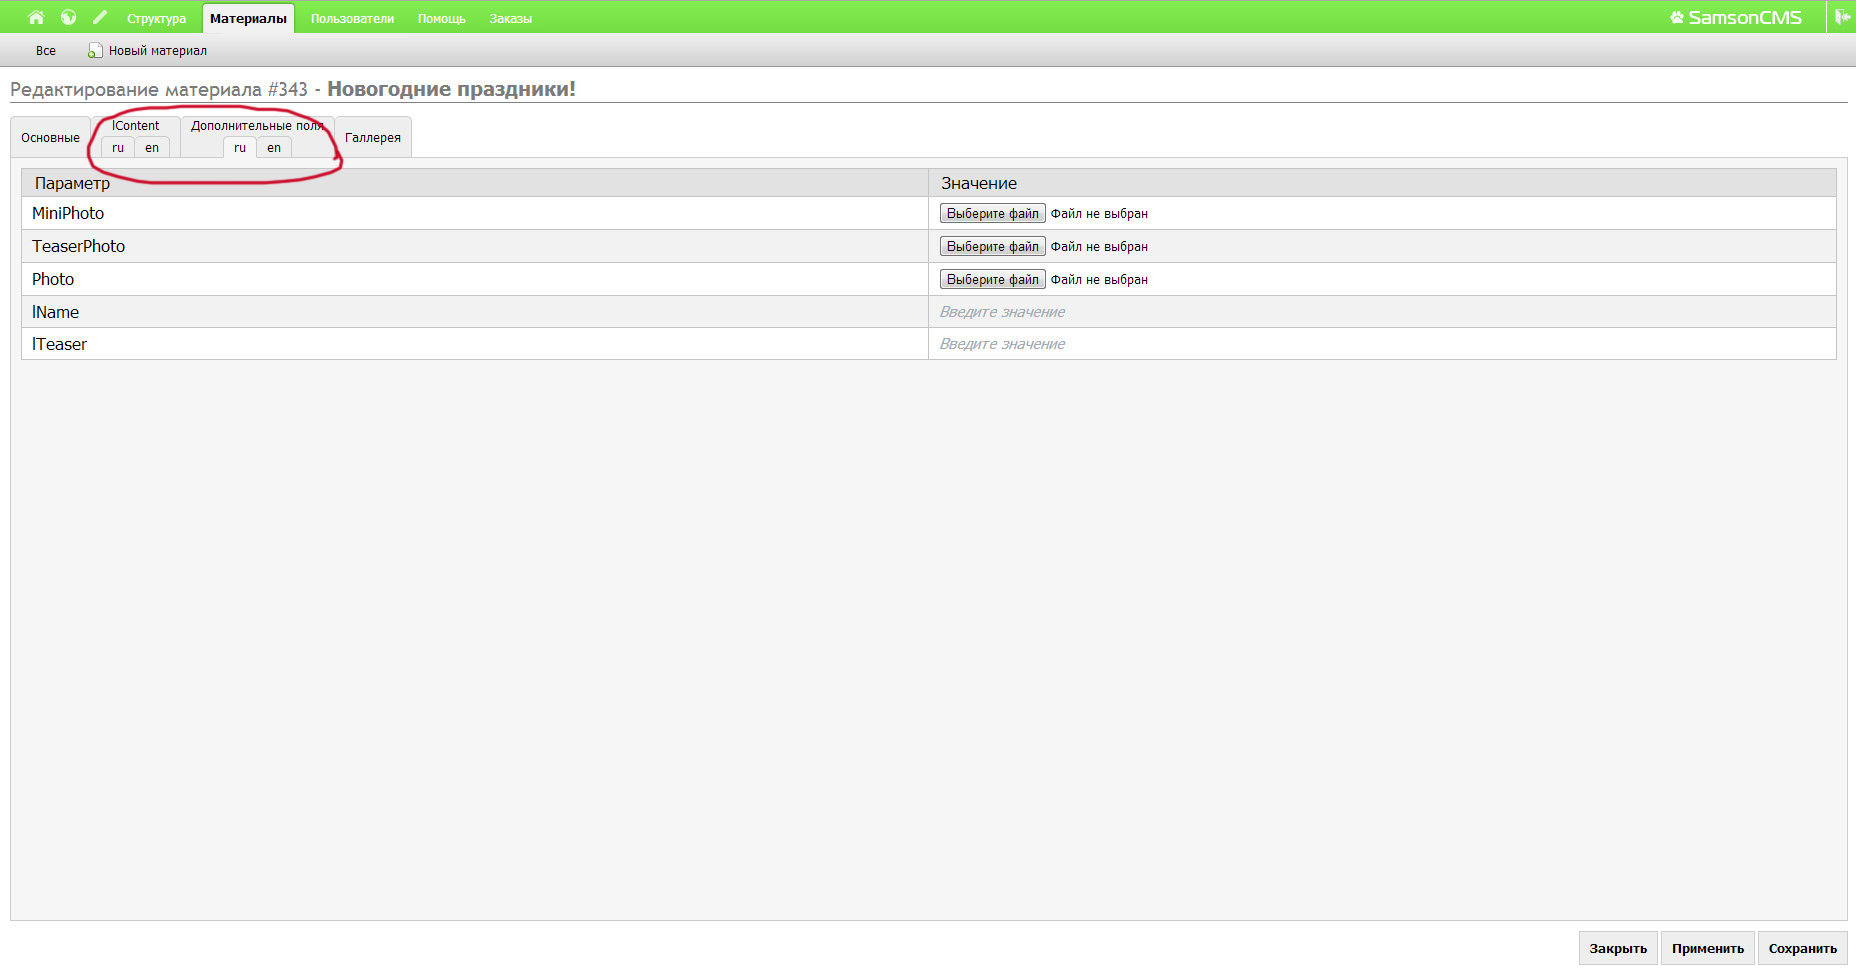 Структура Материалы Пользователи Помощь Заказы SamsonCMS
Все Новый материал
Редактирование материала #343 - Новогодние праздники!
Основные lContent Дополнительные поля Галлерея
ru en ru en
Параметр Значение
MiniPhoto Выберите файл Файл не выбран
TeaserPhoto Выберите файл Файл не выбран
Photo Выберите файл Файл не выбран
lName Введите значение
lTeaser Введите значение
Закрыть Применить Сохранить